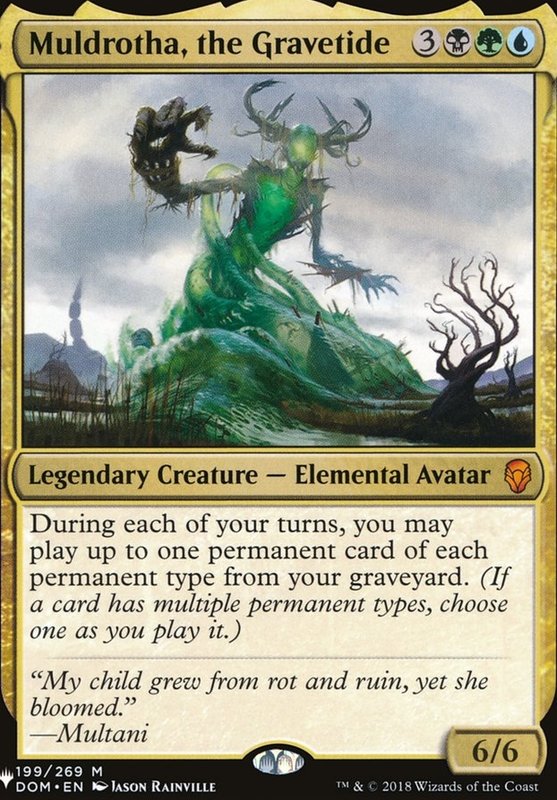 Muldrotha, the Gravetide 3
Legendary Creature — Elemental Avatar
During each of your turns, you may
play up to one permanent card of each
permanent type from your graveyard. (If
a card has multiple permanent types, choose
one as you play it.)
“My child grew from rot and ruin, yet she
bloomed.”
—Multani
6/6
199/269 M
DOM • EN Jason Rainville
™ & © 2018 Wizards of the Coast